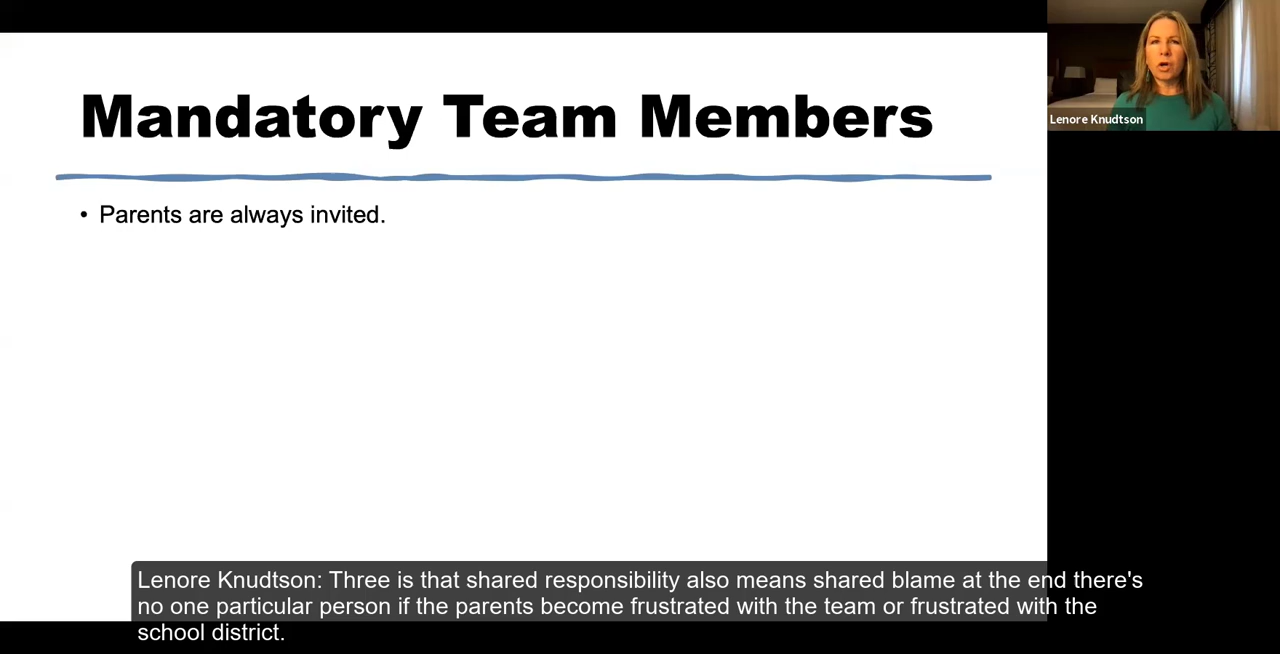 Mandatory Team Members
• Parents are always invited.
Lenore Knudtson
Lenore Knudtson: Three is that shared responsibility also means shared blame at the end there's
no one particular person if the parents become frustrated with the team or frustrated with the
school district.